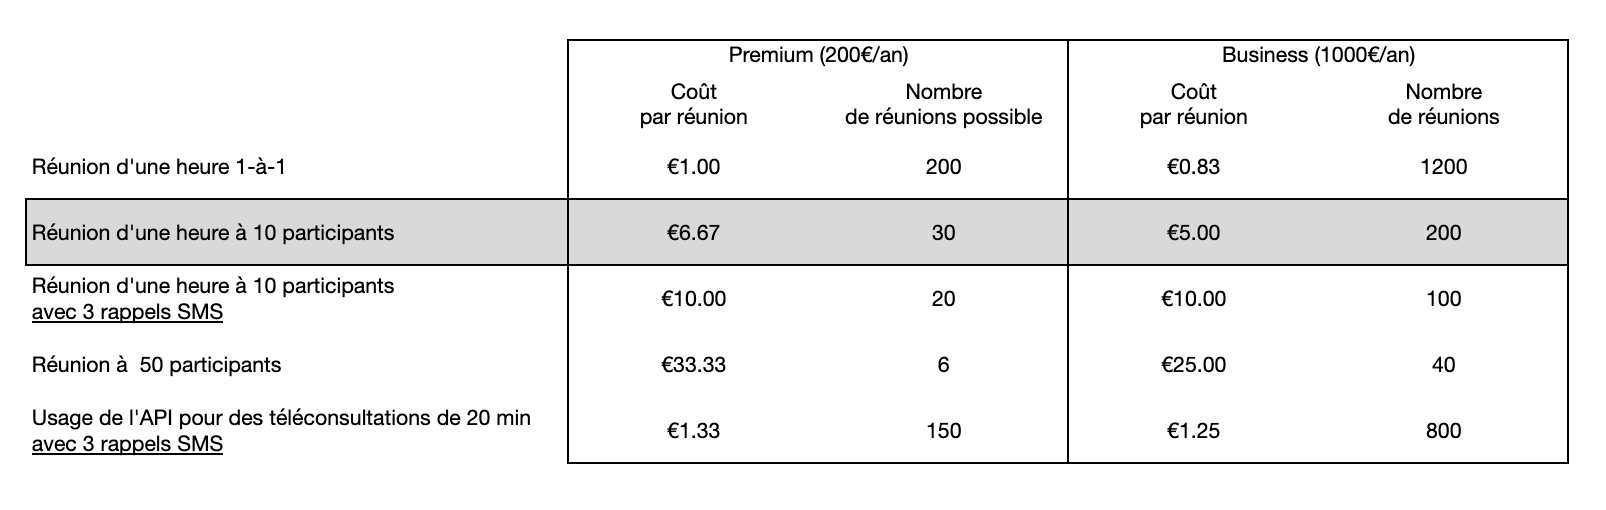 Premium (200€/an) Business (1000€/an)
Coût Nombre Coût Nombre
par réunion de réunions possible par réunion de réunions
Réunion d'une heure 1-à-1 €1.00 200 €0.83 1200
Réunion d'une heure à 10 participants €6.67 30 €5.00 200
Réunion d'une heure à 10 participants
avec 3 rappels SMS €10.00 20 €10.00 100
Réunion à  50 participants €33.33 6 €25.00 40
Usage de l'API pour des téléconsultations de 20 min
avec 3 rappels SMS €1.33 150 €1.25 800